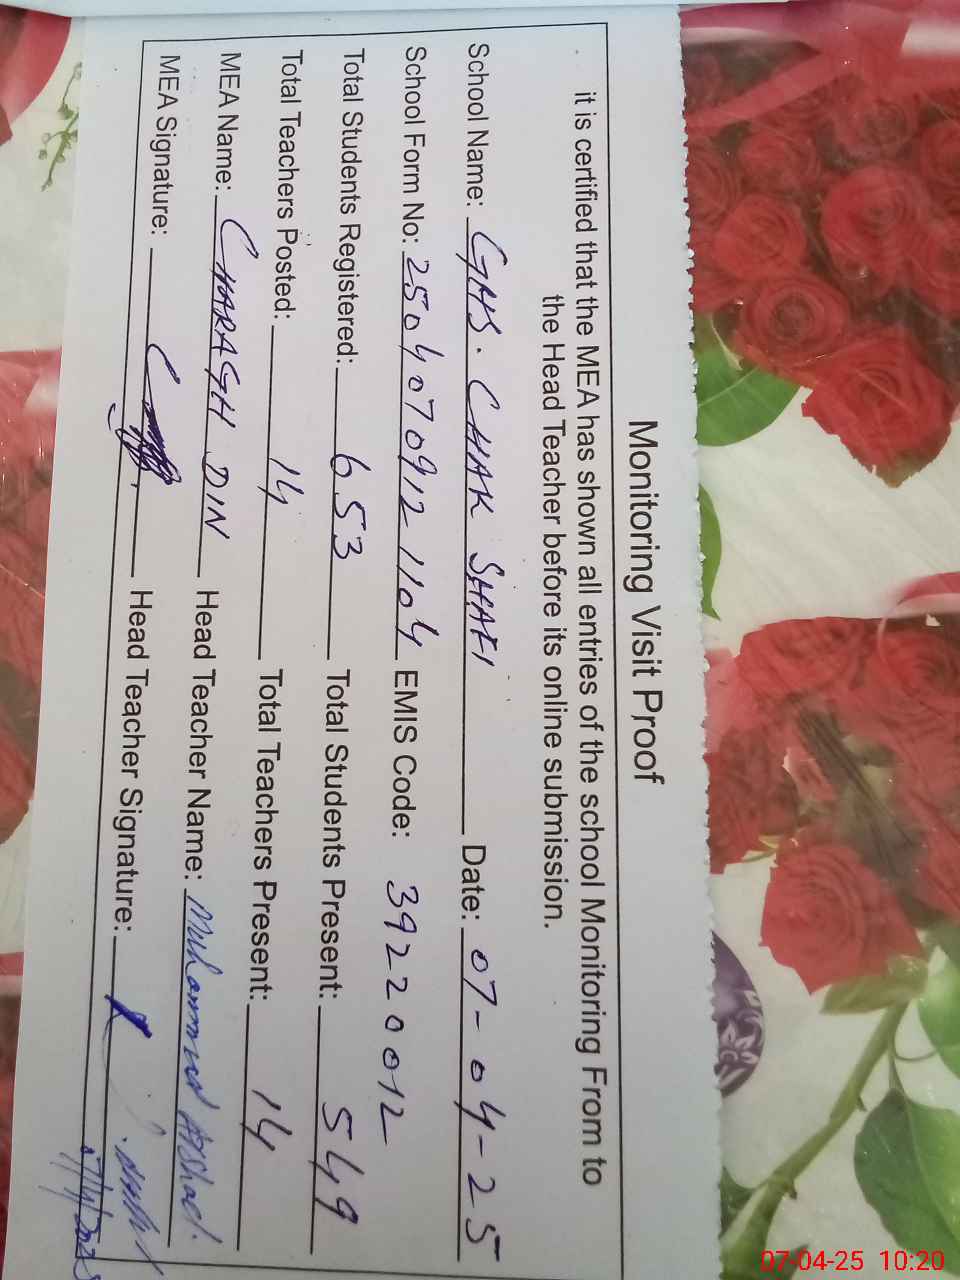 Monitoring Visit Proof
it is certified that the MEA has shown all entries of the school Monitoring From to
the Head Teacher before its online submission.
School Name: GHS. CHAK SHAFI Date: 07-04-25
School Form No: 2504070912 1104 EMIS Code: 39220012
Total Students Registered: 653 Total Students Present: 549
Total Teachers Posted: 14 Total Teachers Present: 14
MEA Name: CHARAGH DIN Head Teacher Name: Muhammad Arshad.
MEA Signature: Head Teacher Signature:
07-04-25 10:20